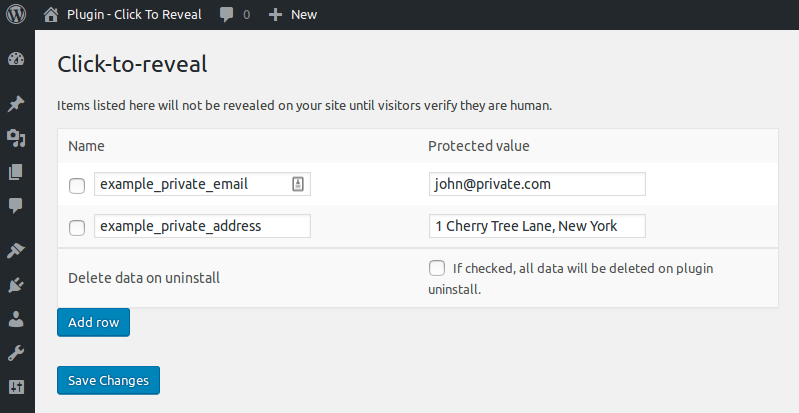 Plugin - Click To Reveal 0 New
Click-to-reveal
Items listed here will not be revealed on your site until visitors verify they are human.
Name Protected value
example_private_email john@private.com
example_private_address 1 Cherry Tree Lane, New York
Delete data on uninstall If checked, all data will be deleted on plugin
uninstall.
Add row
Save Changes